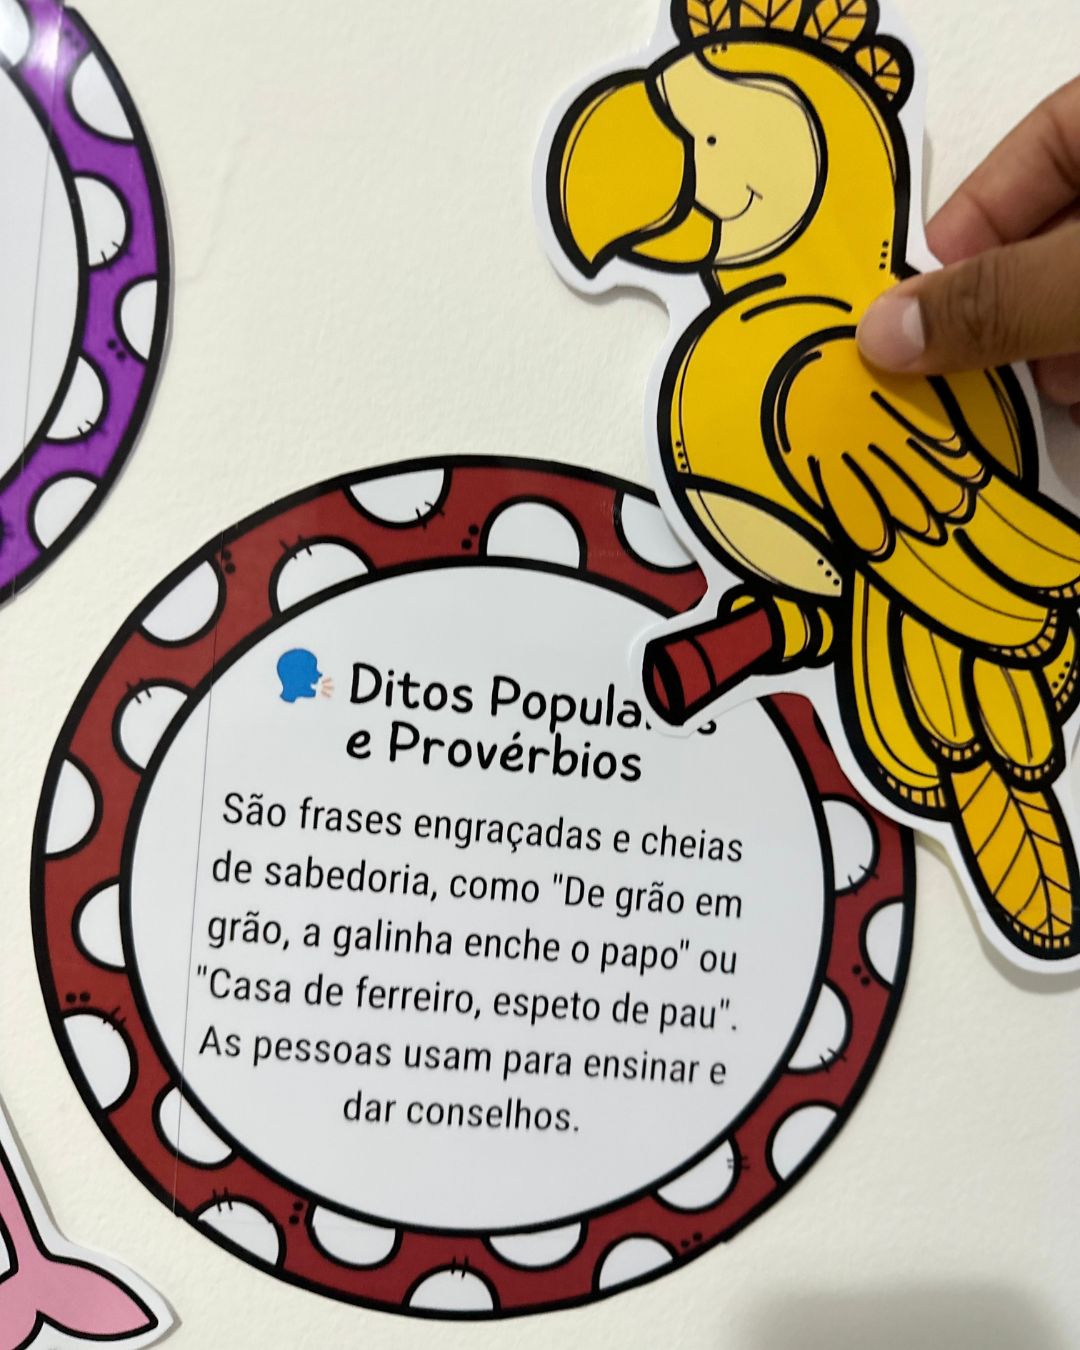 Ditos
e Provérbios
São frases engraçadas e cheias
de sabedoria, como "De grão em
grão, a galinha enche o papo" ou
"Casa de ferreiro, espeto de pau".
As pessoas usam para ensinar e
dar conselhos.